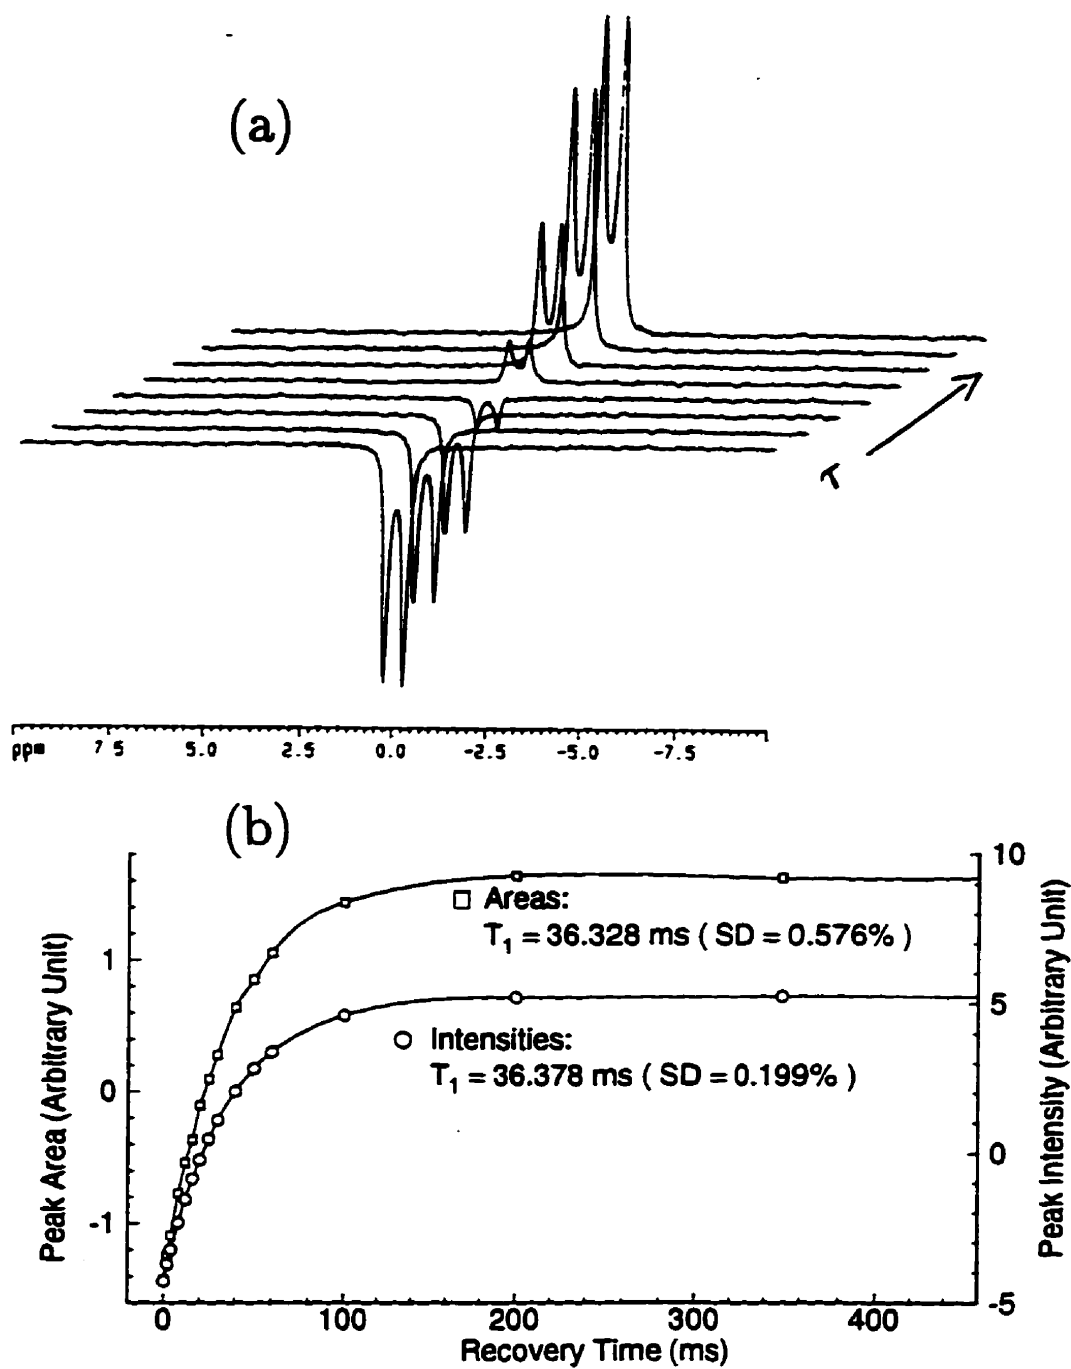 (a)
τ
ppm 7.5 5.0 2.5 0.0 -2.5 -5.0 -7.5
(b)
Peak Area (Arbitrary Unit)
1
0
-1
□ Areas:
T₁ = 36.328 ms ( SD = 0.576% )
○ Intensities:
T₁ = 36.378 ms ( SD = 0.199% )
10
5
0
-5
Peak Intensity (Arbitrary Unit)
0 100 200 300 400
Recovery Time (ms)